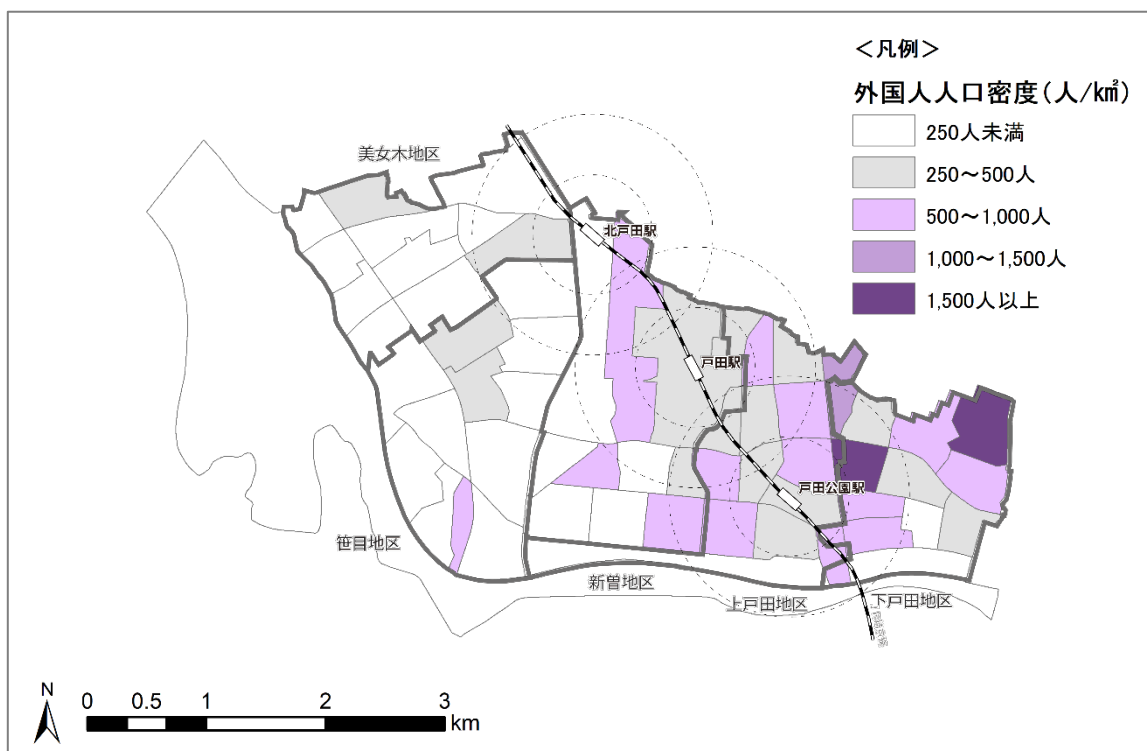 <凡例>
外国人人口密度(人/k㎡)
250人未満
250～500人
500～1,000人
1,000～1,500人
1,500人以上
美女木地区
北戸田駅
戸田駅
戸田公園駅
笹目地区
新曽地区
上戸田地区
下戸田地区
N
0 0.5 1 2 3
km